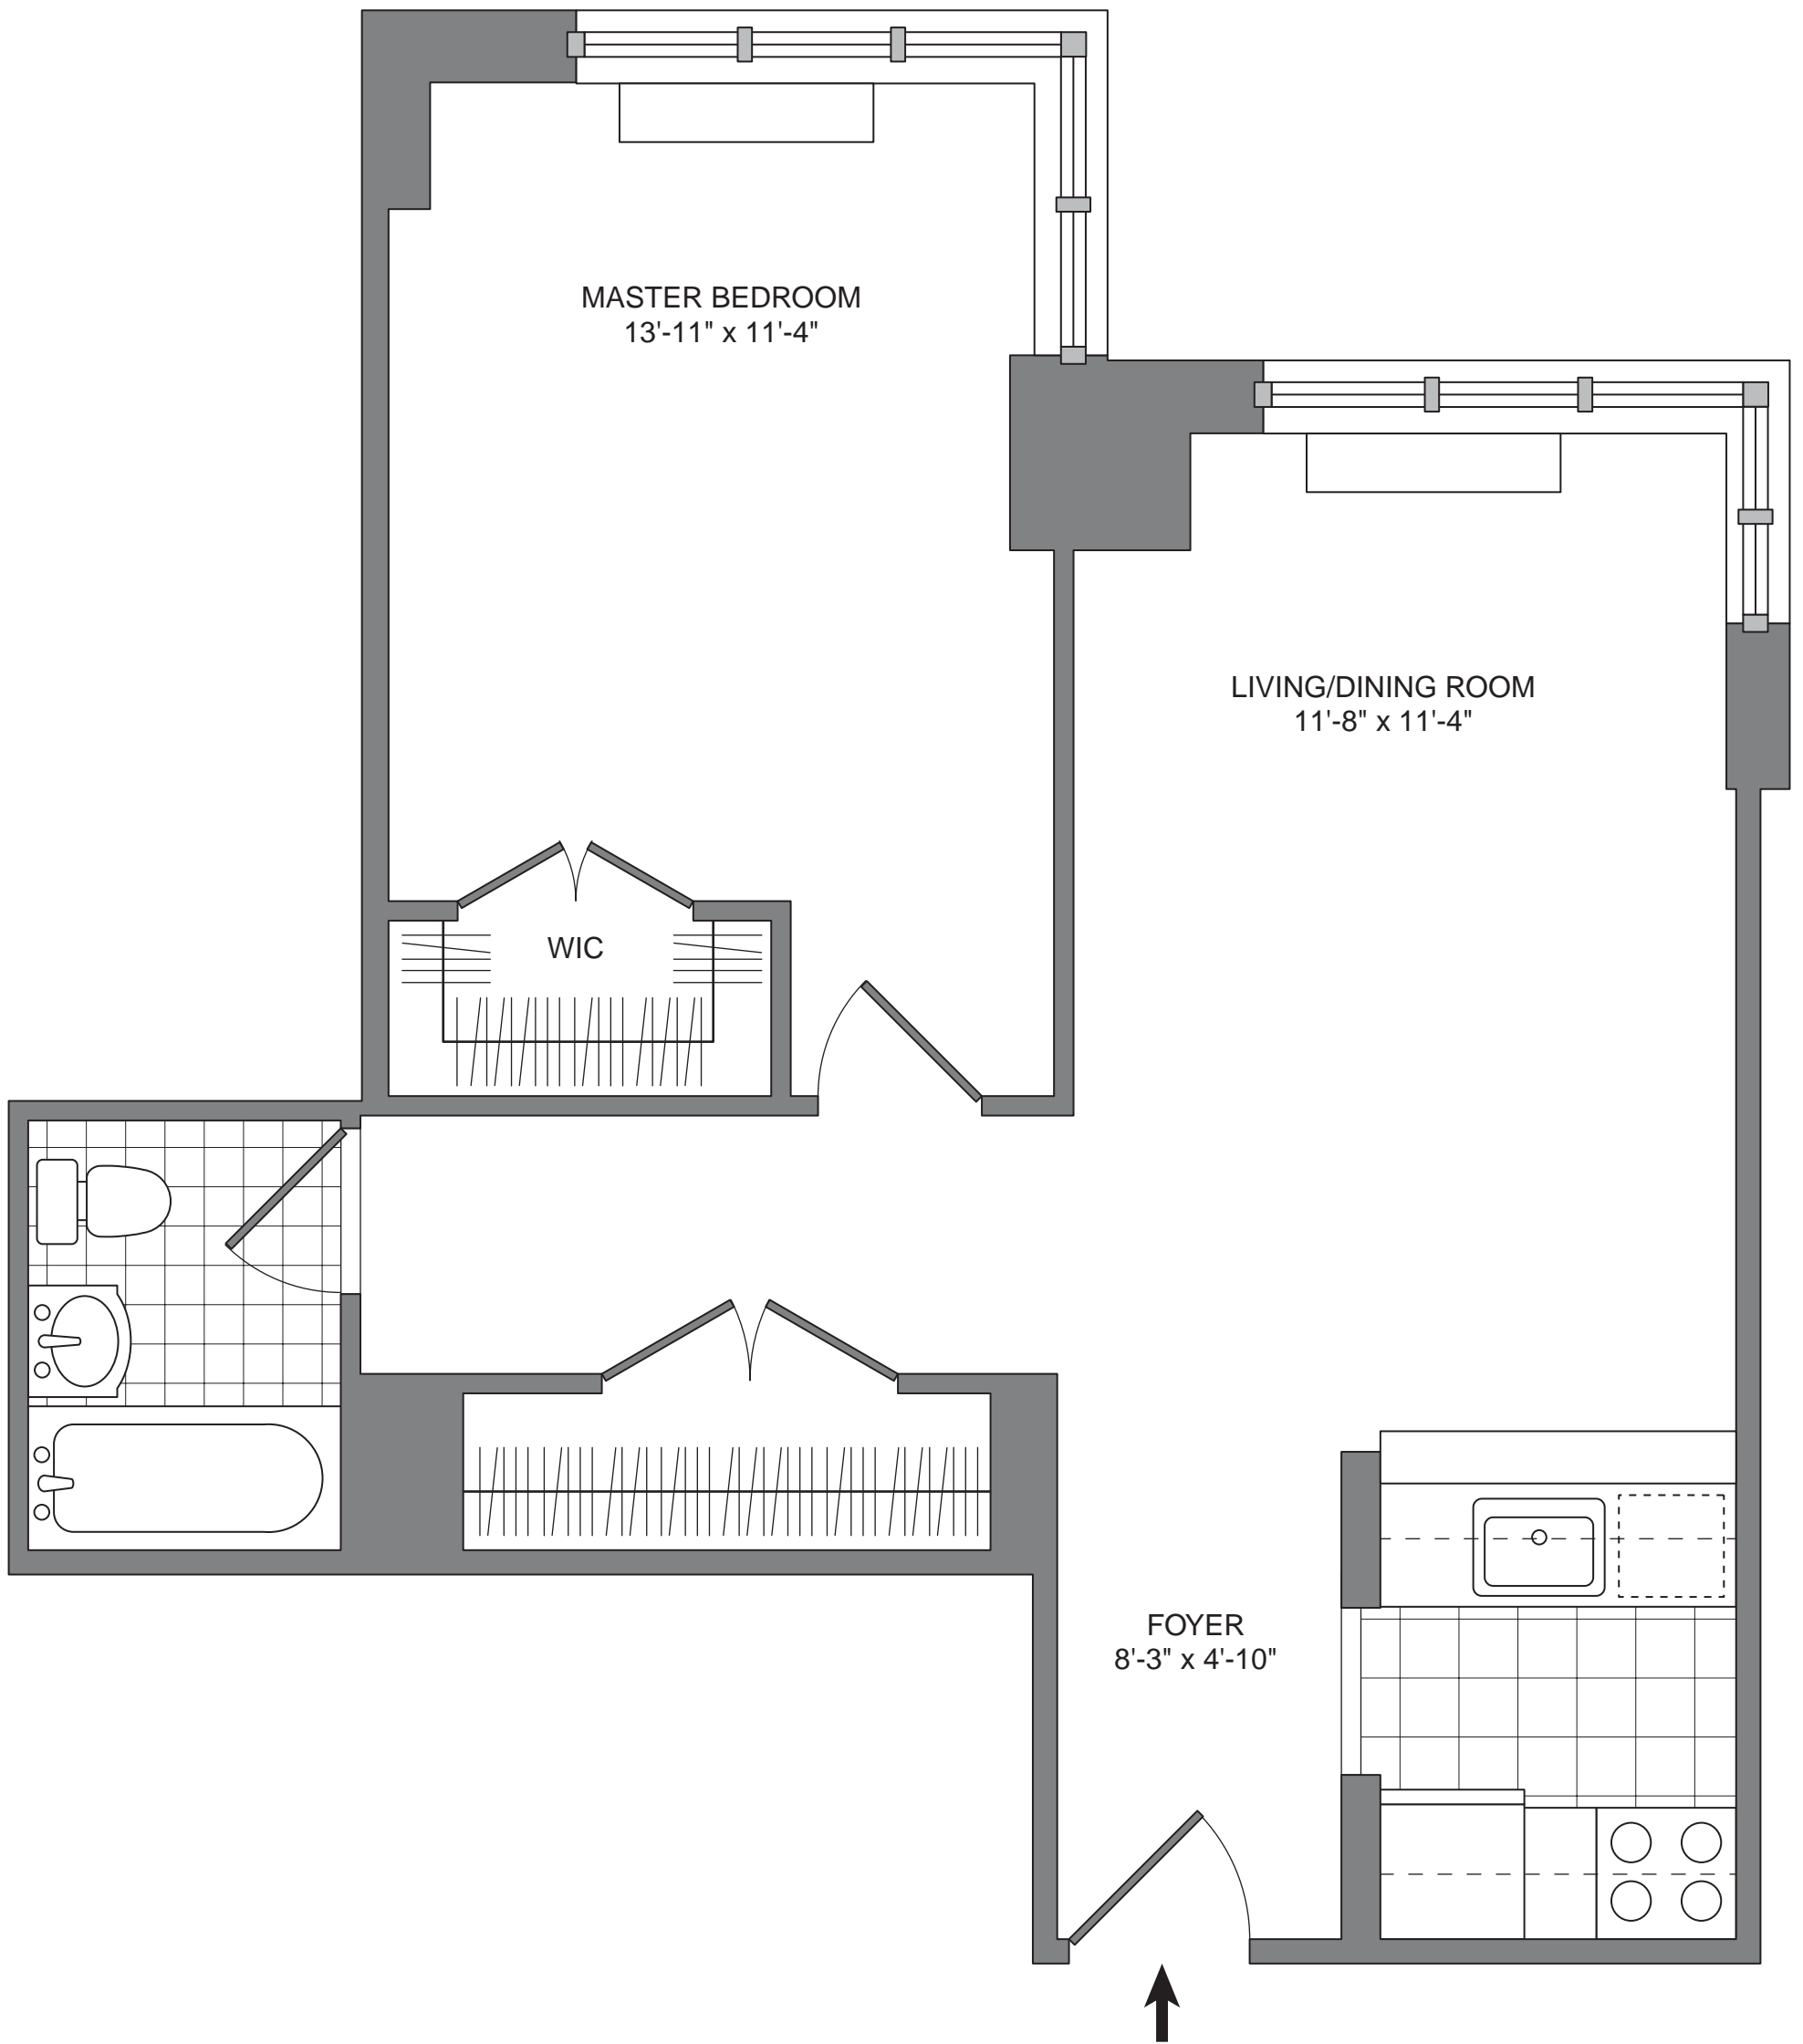 MASTER BEDROOM
13'-11" x 11'-4"
LIVING/DINING ROOM
11'-8" x 11'-4"
WIC
FOYER
8'-3" x 4'-10"